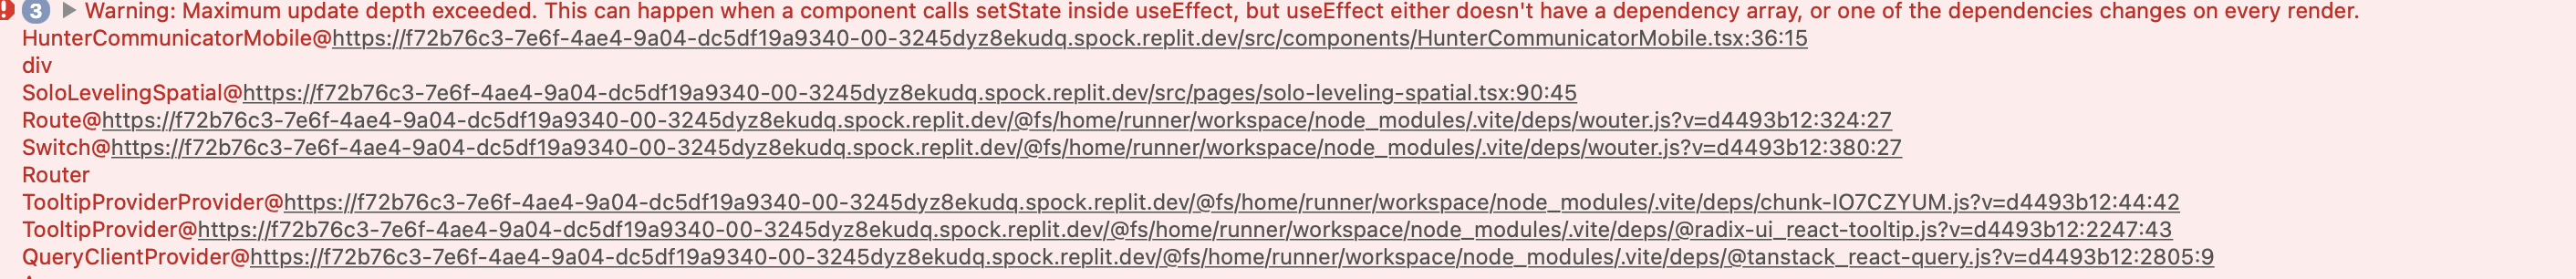 3 ▶ Warning: Maximum update depth exceeded. This can happen when a component calls setState inside useEffect, but useEffect either doesn't have a dependency array, or one of the dependencies changes on every render.
HunterCommunicatorMobile@https://f72b76c3-7e6f-4ae4-9a04-dc5df19a9340-00-3245dyz8ekudq.spock.replit.dev/src/components/HunterCommunicatorMobile.tsx:36:15
div
SoloLevelingSpatial@https://f72b76c3-7e6f-4ae4-9a04-dc5df19a9340-00-3245dyz8ekudq.spock.replit.dev/src/pages/solo-leveling-spatial.tsx:90:45
Route@https://f72b76c3-7e6f-4ae4-9a04-dc5df19a9340-00-3245dyz8ekudq.spock.replit.dev/@fs/home/runner/workspace/node_modules/.vite/deps/wouter.js?v=d4493b12:324:27
Switch@https://f72b76c3-7e6f-4ae4-9a04-dc5df19a9340-00-3245dyz8ekudq.spock.replit.dev/@fs/home/runner/workspace/node_modules/.vite/deps/wouter.js?v=d4493b12:380:27
Router
TooltipProviderProvider@https://f72b76c3-7e6f-4ae4-9a04-dc5df19a9340-00-3245dyz8ekudq.spock.replit.dev/@fs/home/runner/workspace/node_modules/.vite/deps/chunk-IO7CZYUM.js?v=d4493b12:44:42
TooltipProvider@https://f72b76c3-7e6f-4ae4-9a04-dc5df19a9340-00-3245dyz8ekudq.spock.replit.dev/@fs/home/runner/workspace/node_modules/.vite/deps/@radix-ui_react-tooltip.js?v=d4493b12:2247:43
QueryClientProvider@https://f72b76c3-7e6f-4ae4-9a04-dc5df19a9340-00-3245dyz8ekudq.spock.replit.dev/@fs/home/runner/workspace/node_modules/.vite/deps/@tanstack_react-query.js?v=d4493b12:2805:9